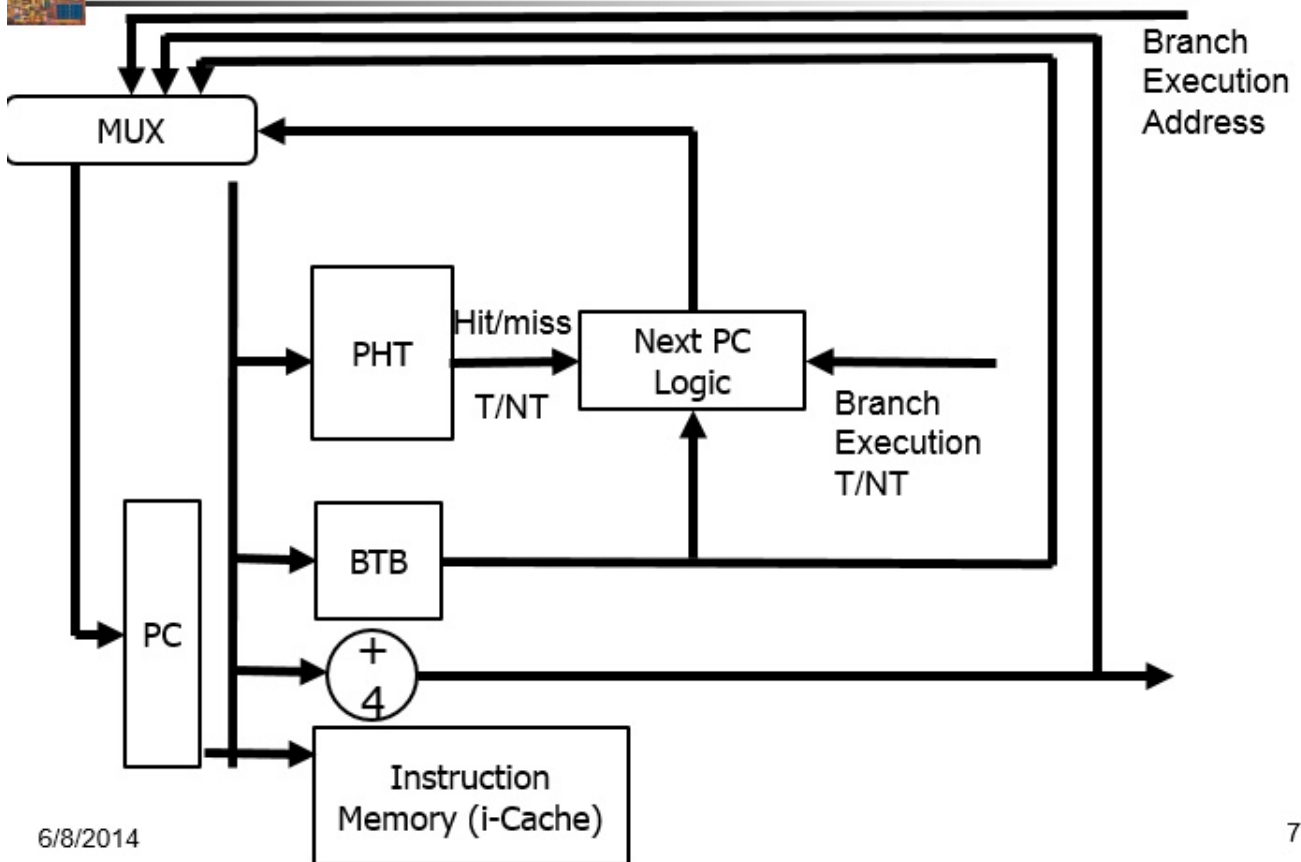 Branch
Execution
Address
MUX
PHT
Hit/miss
T/NT
Next PC
Logic
Branch
Execution
T/NT
BTB
PC
+
4
Instruction
Memory (i-Cache)
6/8/2014
7